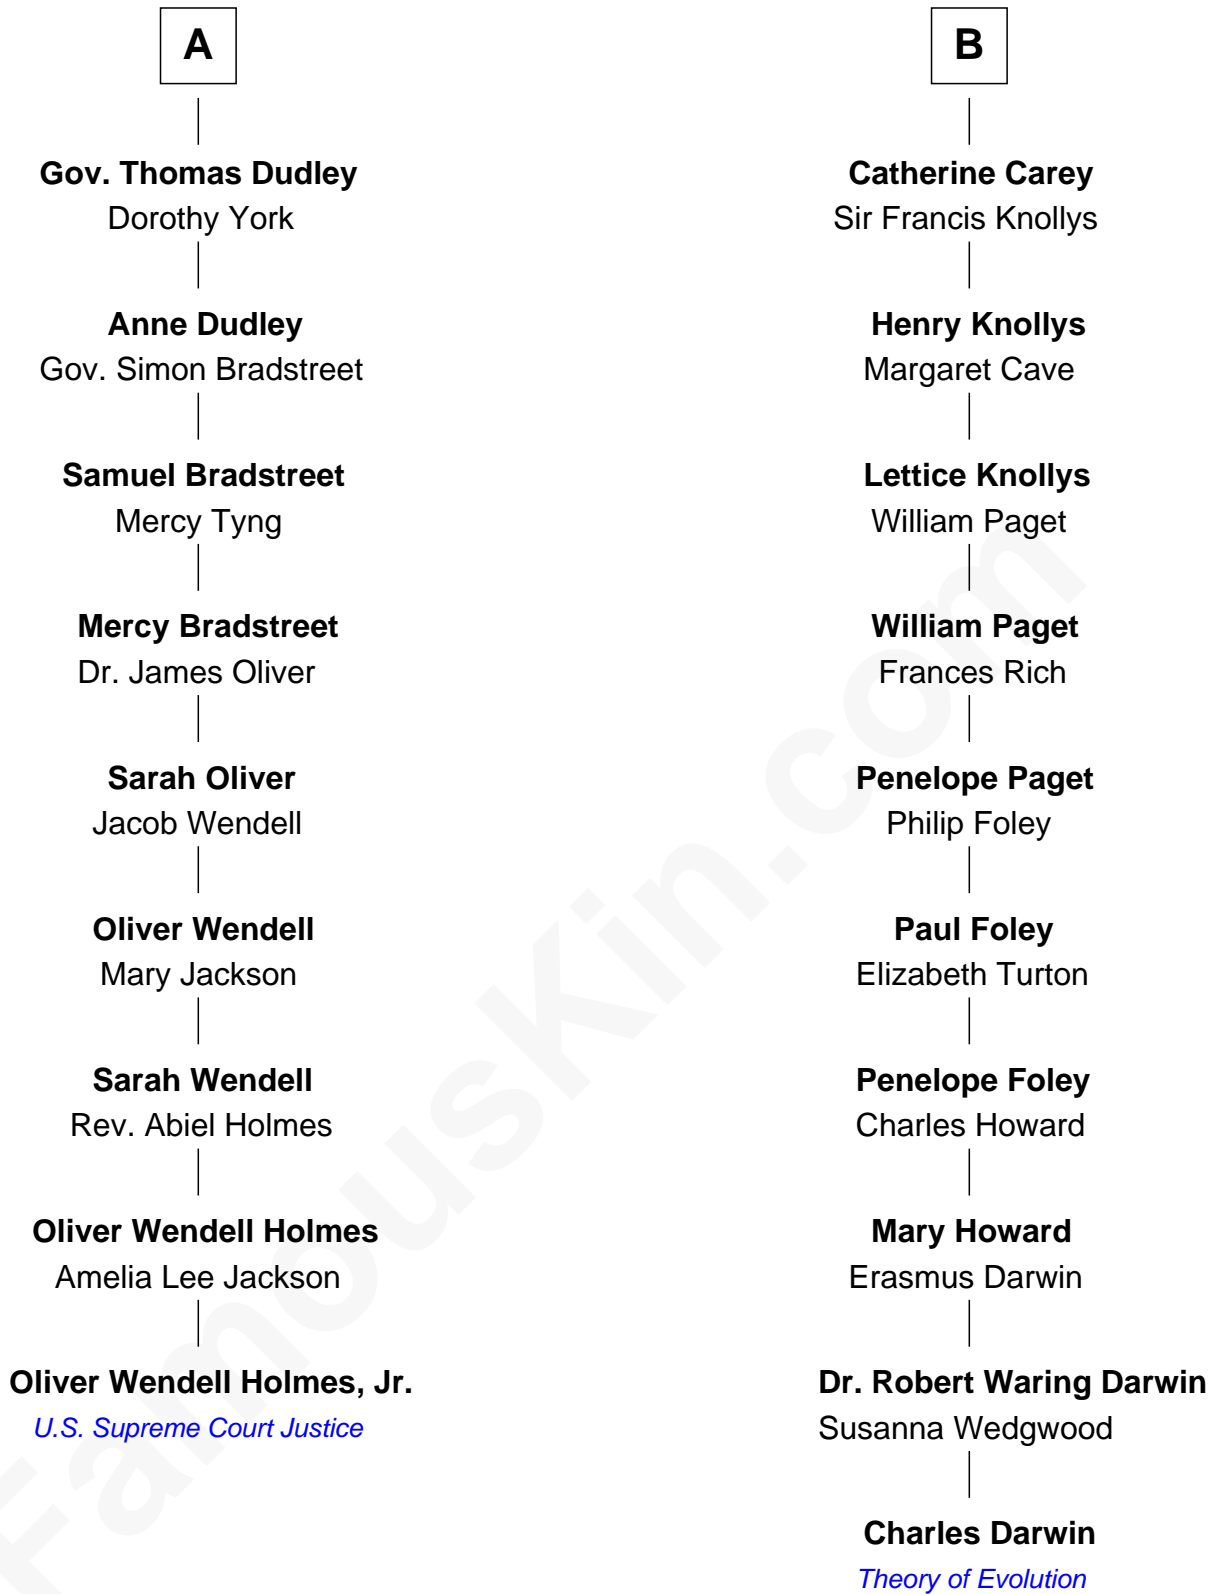 A
Gov. Thomas Dudley
Dorothy York
Anne Dudley
Gov. Simon Bradstreet
Samuel Bradstreet
Mercy Tyng
Mercy Bradstreet
Dr. James Oliver
Sarah Oliver
Jacob Wendell
Oliver Wendell
Mary Jackson
Sarah Wendell
Rev. Abiel Holmes
Oliver Wendell Holmes
Amelia Lee Jackson
Oliver Wendell Holmes, Jr.
U.S. Supreme Court Justice
B
Catherine Carey
Sir Francis Knollys
Henry Knollys
Margaret Cave
Lettice Knollys
William Paget
William Paget
Frances Rich
Penelope Paget
Philip Foley
Paul Foley
Elizabeth Turton
Penelope Foley
Charles Howard
Mary Howard
Erasmus Darwin
Dr. Robert Waring Darwin
Susanna Wedgwood
Charles Darwin
Theory of Evolution
FamousKin.com